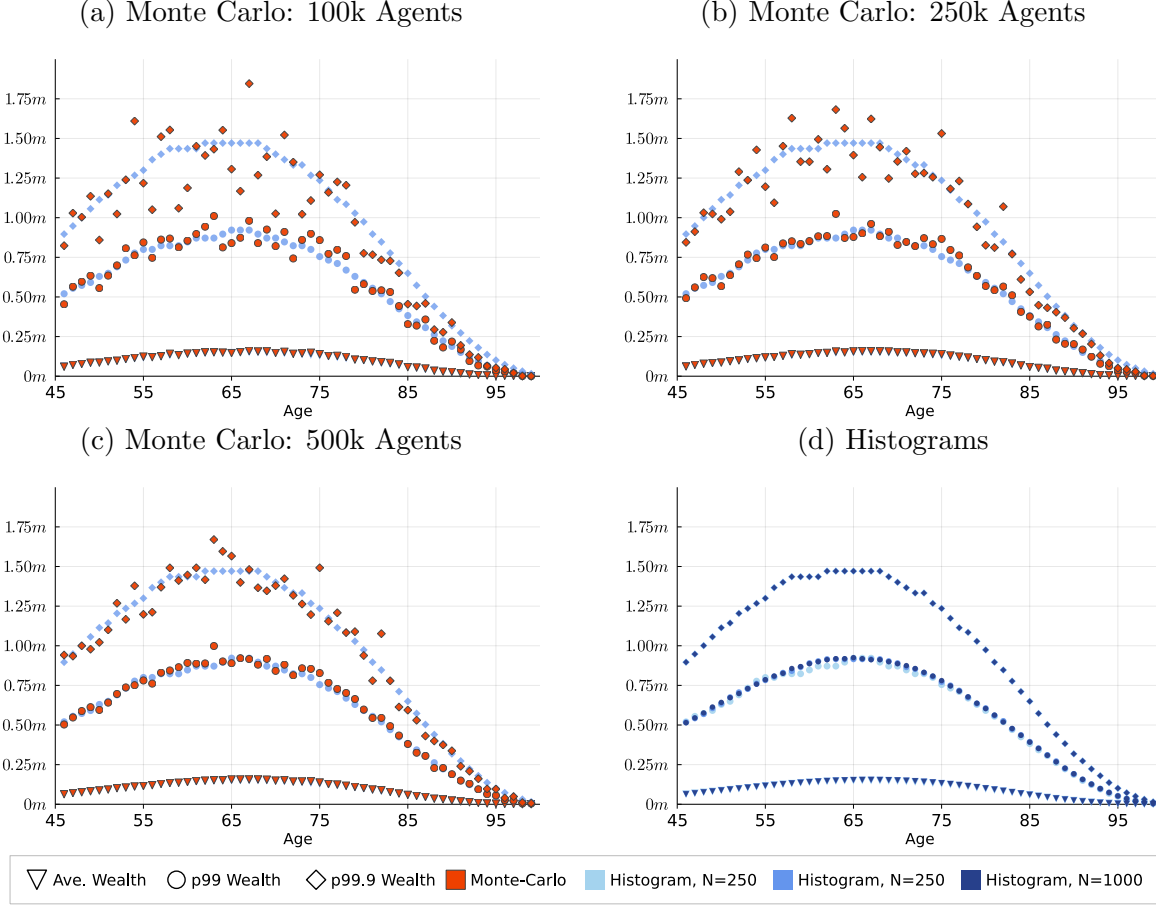 (a) Monte Carlo: 100k Agents
1.75m
1.50m
1.25m
1.00m
0.75m
0.50m
0.25m
0m
45 55 65 75 85 95
Age
(b) Monte Carlo: 250k Agents
1.75m
1.50m
1.25m
1.00m
0.75m
0.50m
0.25m
0m
45 55 65 75 85 95
Age
(c) Monte Carlo: 500k Agents
1.75m
1.50m
1.25m
1.00m
0.75m
0.50m
0.25m
0m
45 55 65 75 85 95
Age
(d) Histograms
1.75m
1.50m
1.25m
1.00m
0.75m
0.50m
0.25m
0m
45 55 65 75 85 95
Age
Ave. Wealth p99 Wealth p99.9 Wealth Monte-Carlo Histogram, N=250 Histogram, N=250 Histogram, N=1000